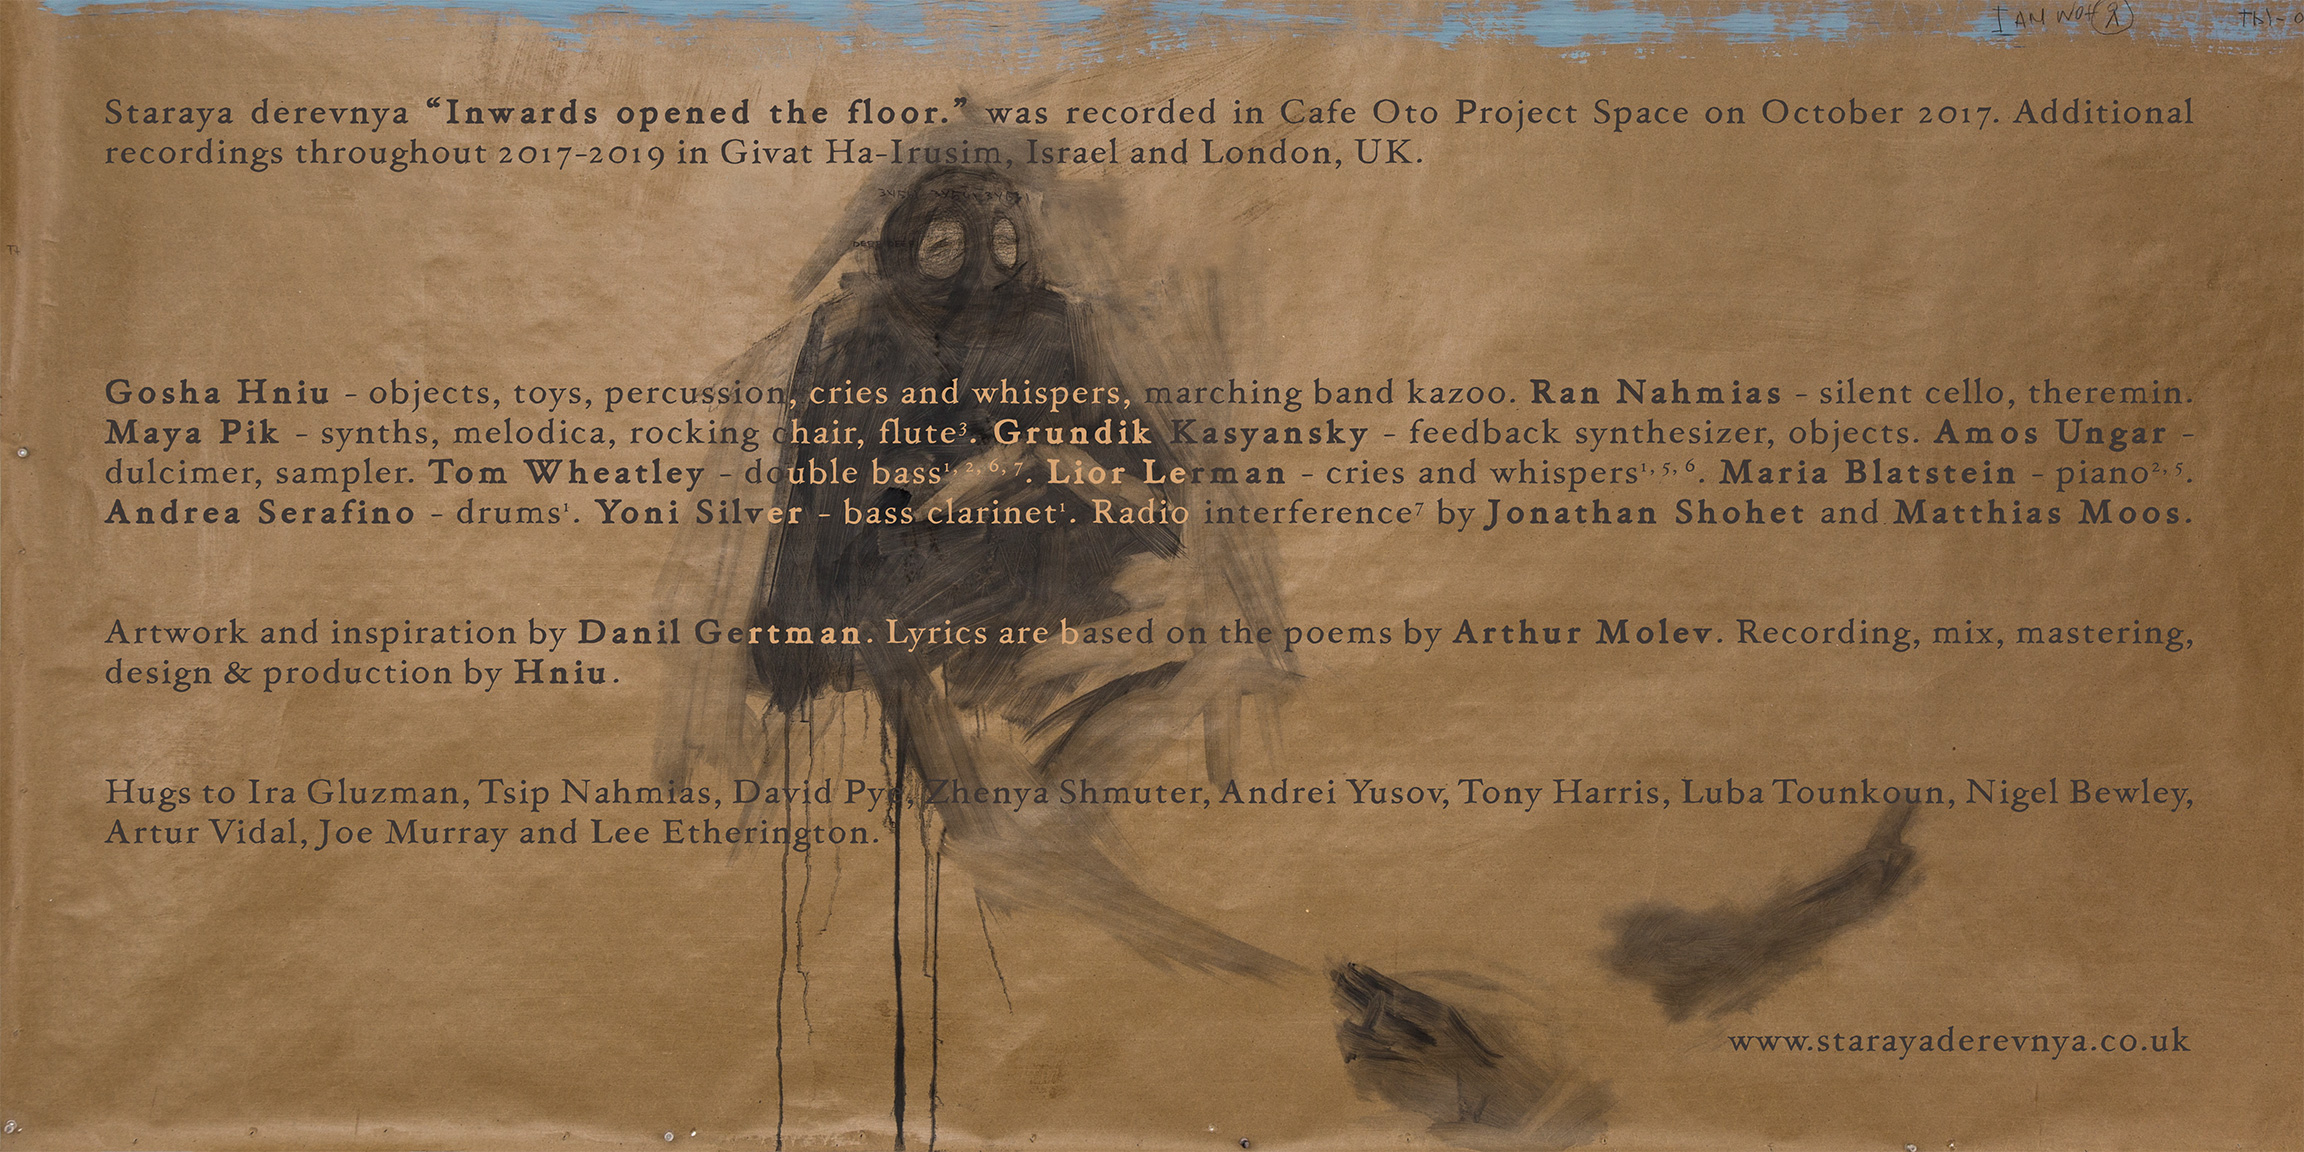 I AM NOt (Я)
Staraya derevnya “Inwards opened the floor.” was recorded in Cafe Oto Project Space on October 2017. Additional
recordings throughout 2017-2019 in Givat Ha-Irusim, Israel and London, UK.
Gosha Hniu - objects, toys, percussion, cries and whispers, marching band kazoo. Ran Nahmias - silent cello, theremin.
Maya Pik - synths, melodica, rocking chair, flute³. Grundik Kasyansky - feedback synthesizer, objects. Amos Ungar -
dulcimer, sampler. Tom Wheatley - double bass¹, ², ⁶, ⁷. Lior Lerman - cries and whispers¹, ⁵, ⁶. Maria Blatstein - piano², ⁵.
Andrea Serafino - drums¹. Yoni Silver - bass clarinet¹. Radio interference⁷ by Jonathan Shohet and Matthias Moos.
Artwork and inspiration by Danil Gertman. Lyrics are based on the poems by Arthur Molev. Recording, mix, mastering,
design & production by Hniu.
Hugs to Ira Gluzman, Tsip Nahmias, David Pye, Zhenya Shmuter, Andrei Yusov, Tony Harris, Luba Tounkoun, Nigel Bewley,
Artur Vidal, Joe Murray and Lee Etherington.
www.starayaderevnya.co.uk